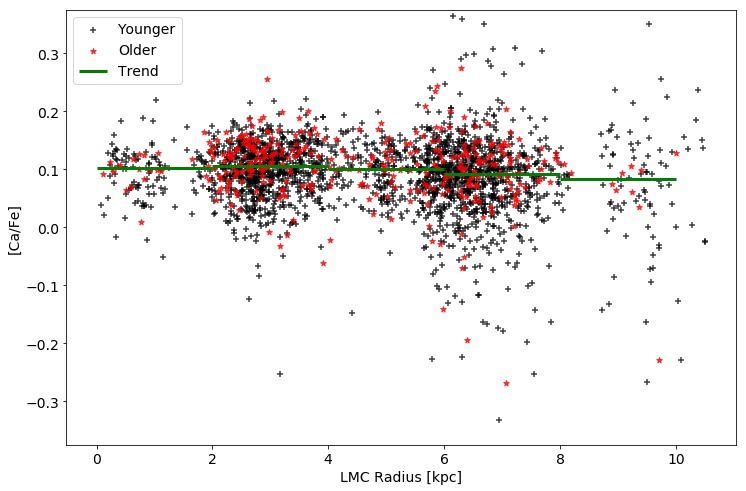 Younger
Older
Trend
0.3
0.2
0.1
0.0
−0.1
−0.2
−0.3
[Ca/Fe]
0 2 4 6 8 10
LMC Radius [kpc]